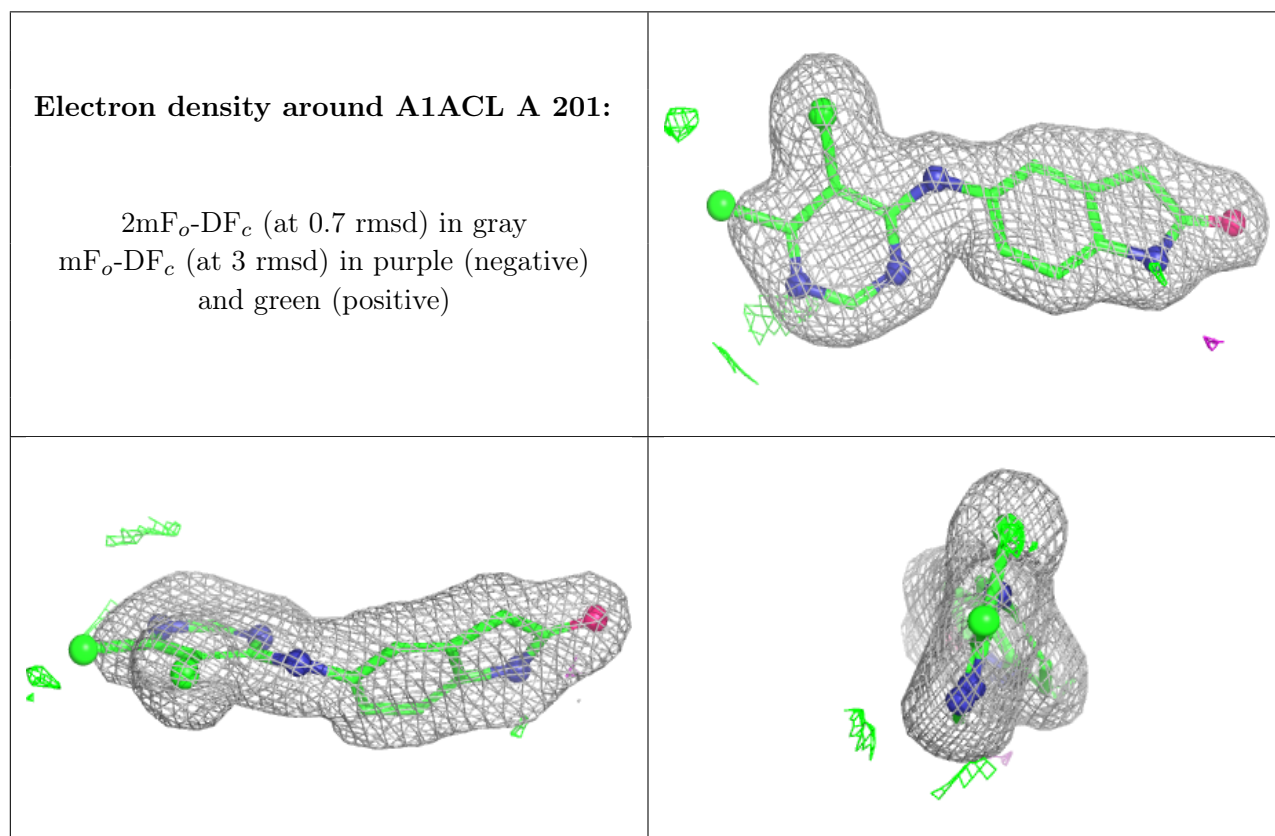 Electron density around A1ACL A 201:
2mFo-DFc (at 0.7 rmsd) in gray
mFo-DFc (at 3 rmsd) in purple (negative)
and green (positive)